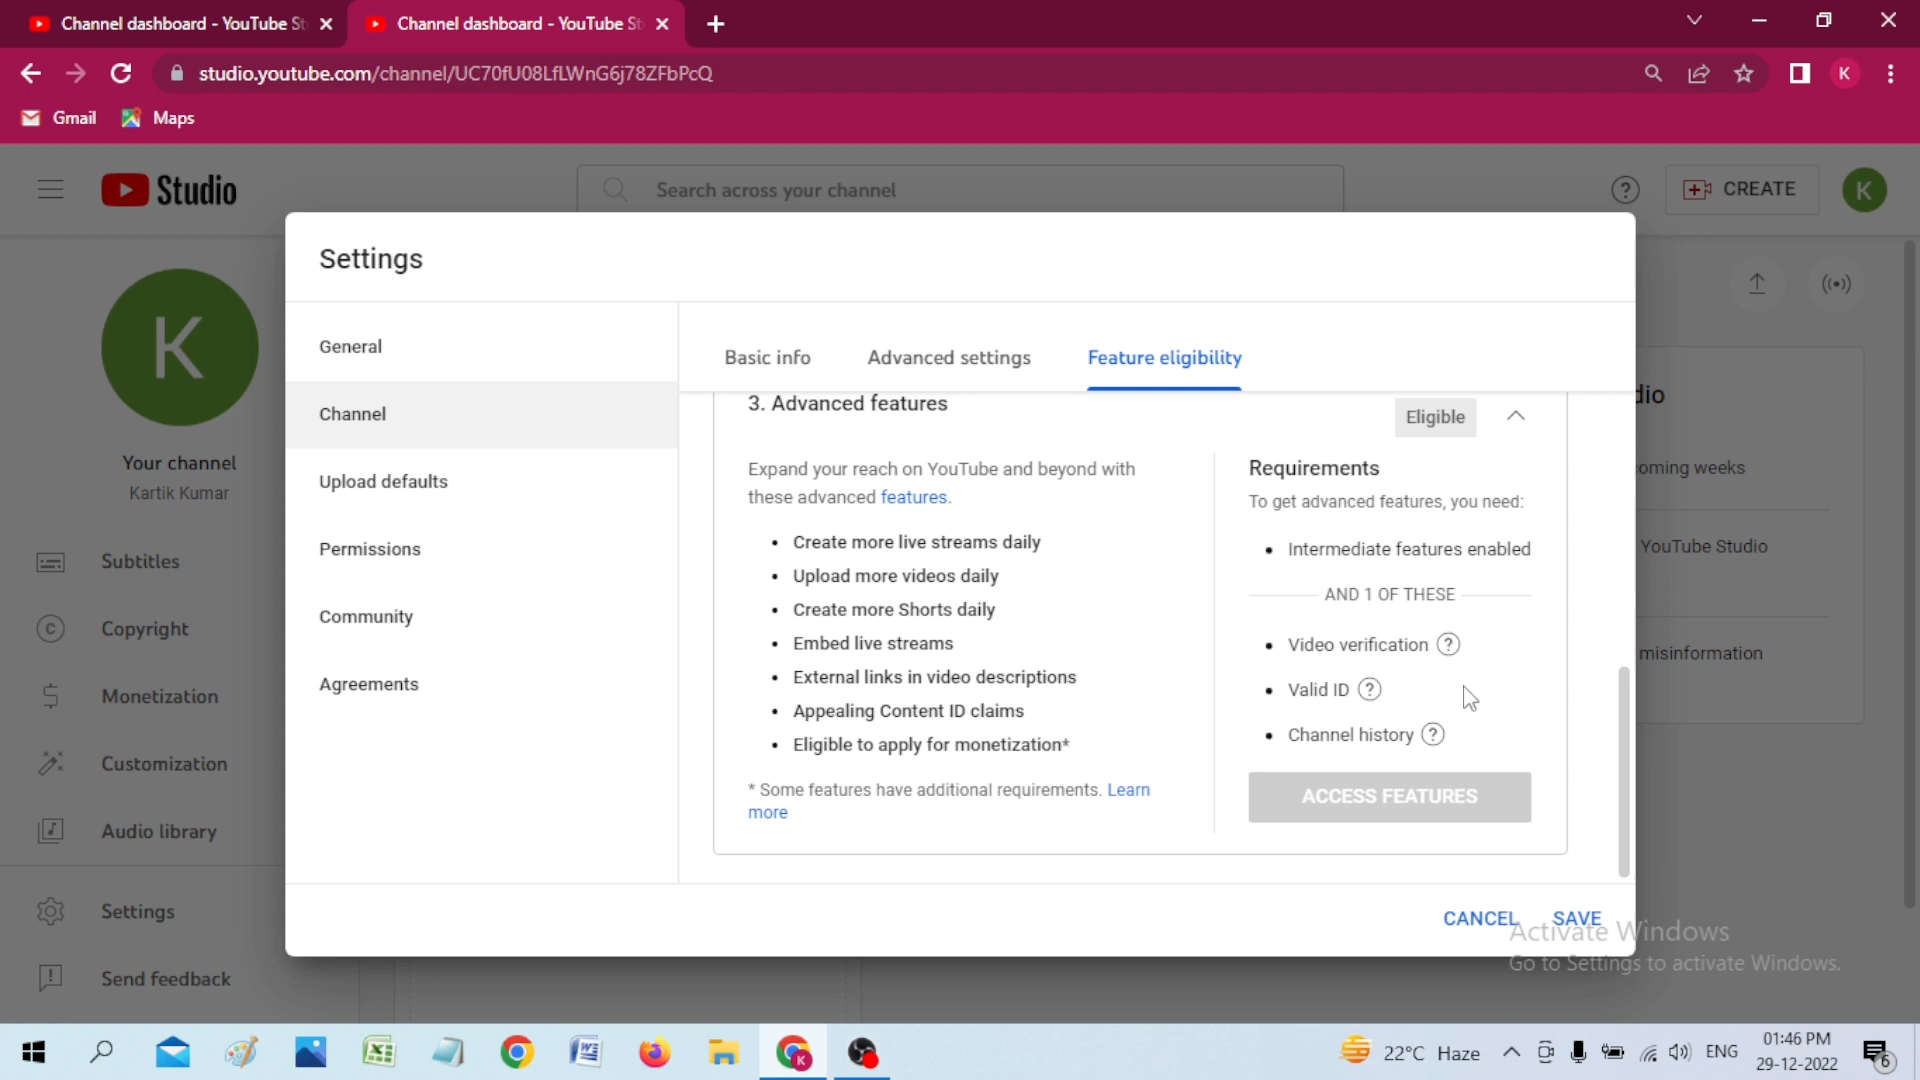 Channel dashboard - YouTube St
Channel dashboard - YouTube St
studio.youtube.com/channel/UC70fU08LfLWnG6j78ZFbPcQ
K
Gmail
Maps
Studio
Search across your channel
CREATE
K
Settings
K
Your channel
Kartik Kumar
Subtitles
Copyright
Monetization
Customization
Audio library
Settings
Send feedback
General
Channel
Upload defaults
Permissions
Community
Agreements
Basic info
Advanced settings
Feature eligibility
3. Advanced features
Eligible
Expand your reach on YouTube and beyond with
these advanced features.
• Create more live streams daily
• Upload more videos daily
• Create more Shorts daily
• Embed live streams
• External links in video descriptions
• Appealing Content ID claims
• Eligible to apply for monetization*
* Some features have additional requirements. Learn
more
Requirements
To get advanced features, you need:
• Intermediate features enabled
AND 1 OF THESE
• Video verification ?
• Valid ID ?
• Channel history ?
ACCESS FEATURES
CANCEL
SAVE
dio
oming weeks
YouTube Studio
misinformation
Activate Windows
Go to Settings to activate Windows.
22°C Haze
ENG
01:46 PM
29-12-2022
6